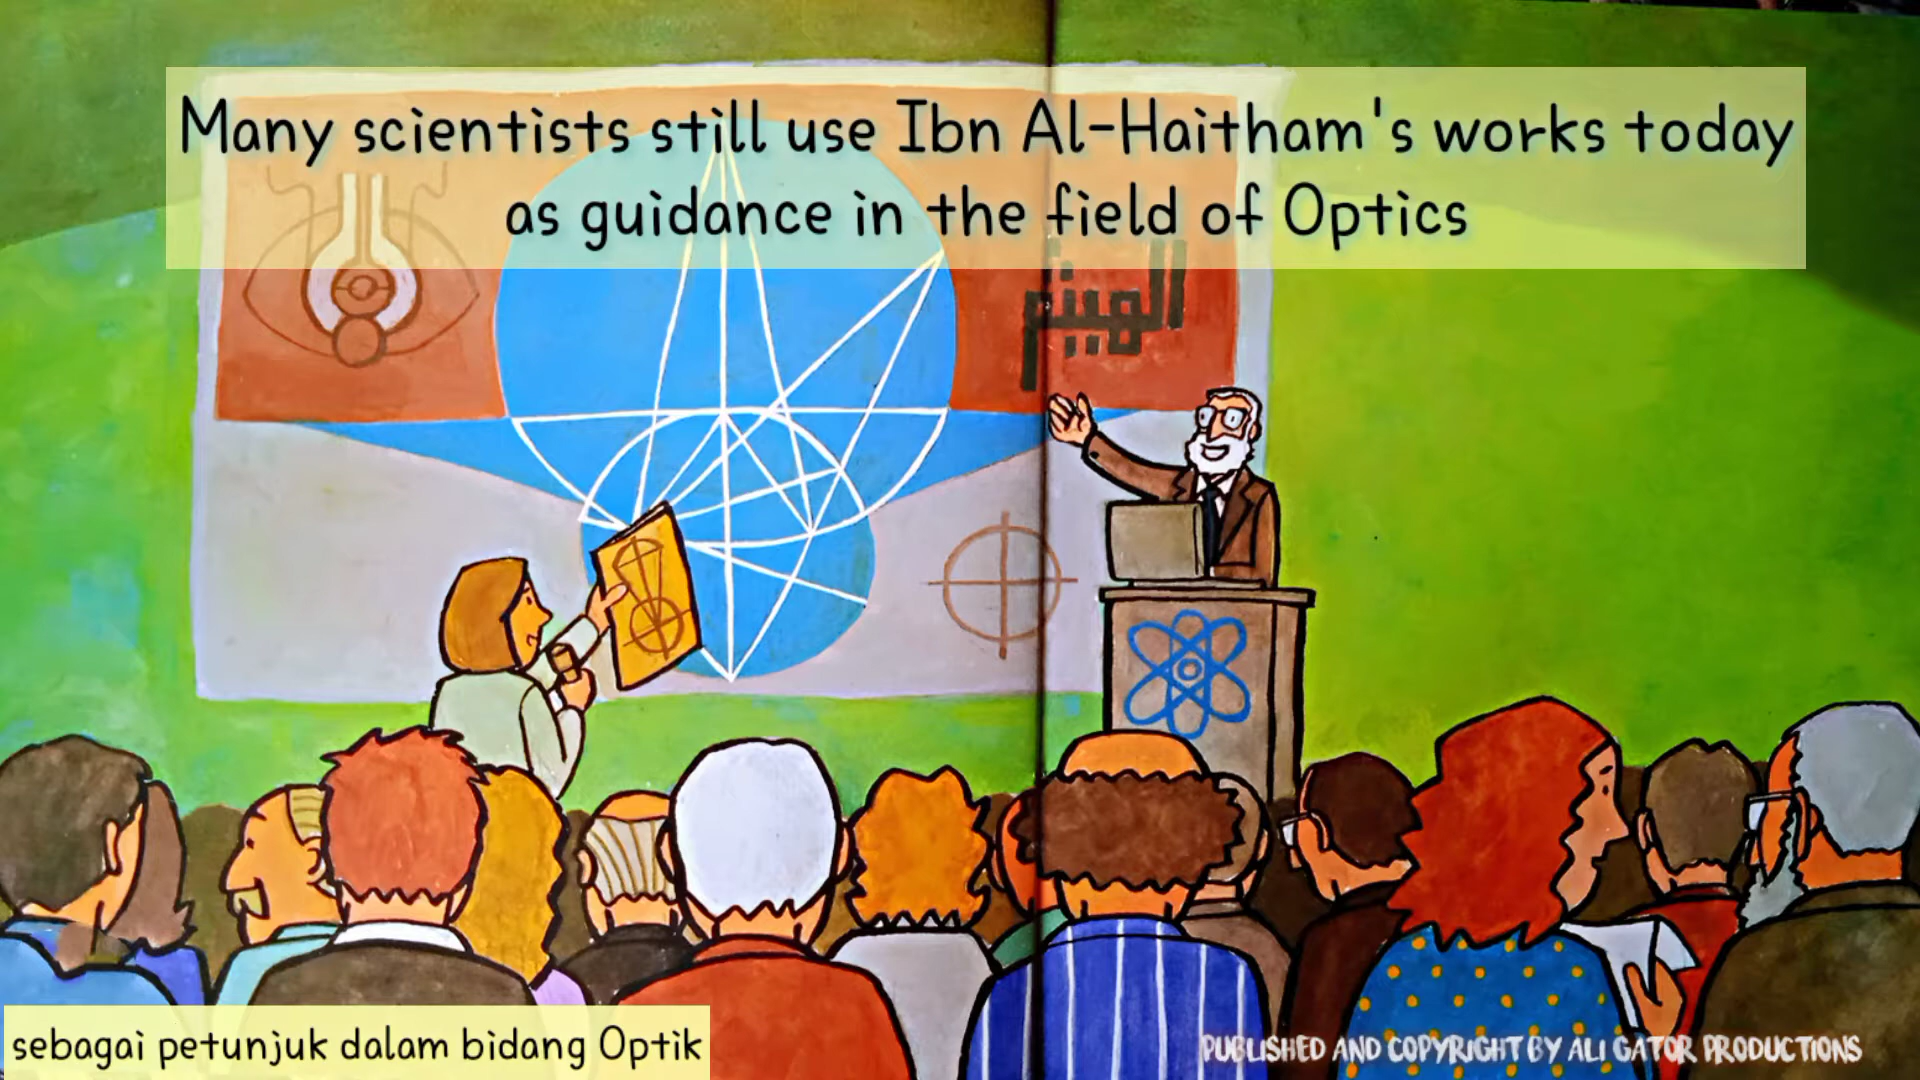 Many scientists still use Ibn Al-Haitham's works today
as guidance in the field of Optics
الهيثم
sebagai petunjuk dalam bidang Optik
PUBLISHED AND COPYRIGHT BY ALI GATOR PRODUCTIONS